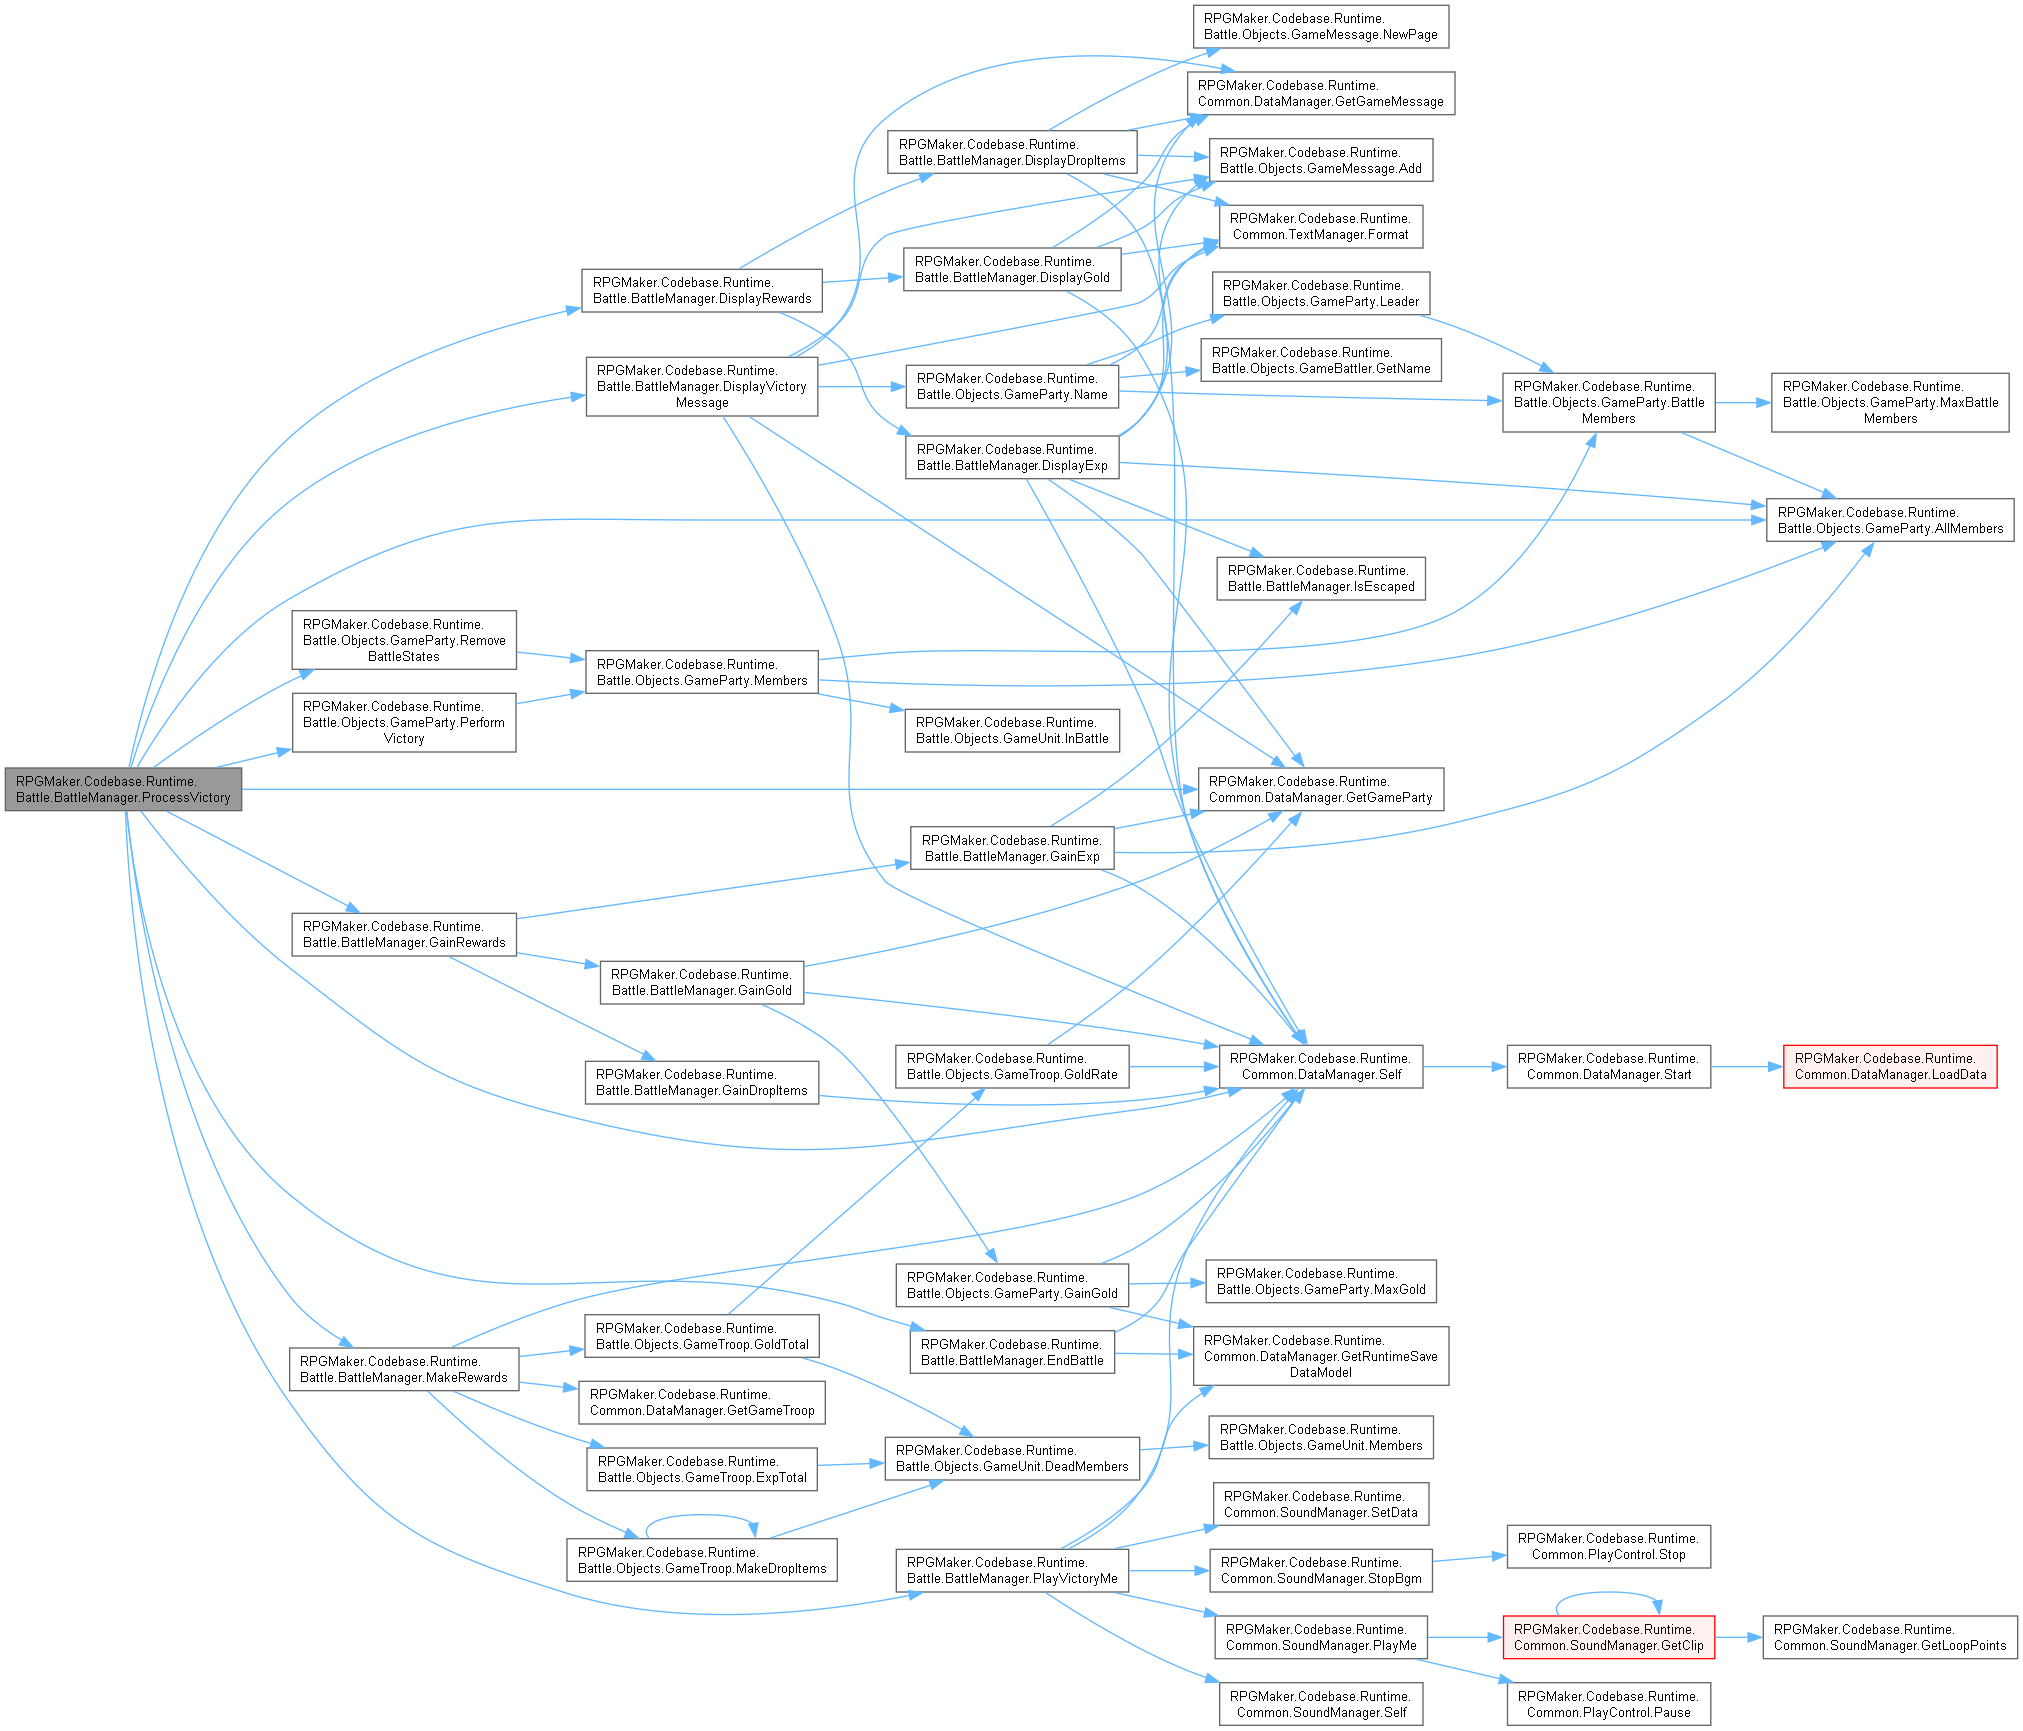 RPGMaker.Codebase.Runtime.
Battle.Objects.GameMessage.NewPage
RPGMaker.Codebase.Runtime.
Common.DataManager.GetGameMessage
RPGMaker.Codebase.Runtime.
Battle.BattleManager.DisplayDropItems
RPGMaker.Codebase.Runtime.
Battle.Objects.GameMessage.Add
RPGMaker.Codebase.Runtime.
Common.TextManager.Format
RPGMaker.Codebase.Runtime.
Battle.BattleManager.DisplayRewards
RPGMaker.Codebase.Runtime.
Battle.BattleManager.DisplayGold
RPGMaker.Codebase.Runtime.
Battle.Objects.GameParty.Leader
RPGMaker.Codebase.Runtime.
Battle.BattleManager.DisplayVictory
Message
RPGMaker.Codebase.Runtime.
Battle.Objects.GameParty.Name
RPGMaker.Codebase.Runtime.
Battle.Objects.GameBattler.GetName
RPGMaker.Codebase.Runtime.
Battle.Objects.GameParty.Battle
Members
RPGMaker.Codebase.Runtime.
Battle.Objects.GameParty.MaxBattle
Members
RPGMaker.Codebase.Runtime.
Battle.BattleManager.DisplayExp
RPGMaker.Codebase.Runtime.
Battle.Objects.GameParty.AllMembers
RPGMaker.Codebase.Runtime.
Battle.BattleManager.IsEscaped
RPGMaker.Codebase.Runtime.
Battle.Objects.GameParty.Remove
BattleStates
RPGMaker.Codebase.Runtime.
Battle.Objects.GameParty.Members
RPGMaker.Codebase.Runtime.
Battle.Objects.GameParty.Perform
Victory
RPGMaker.Codebase.Runtime.
Battle.Objects.GameUnit.InBattle
RPGMaker.Codebase.Runtime.
Battle.BattleManager.ProcessVictory
RPGMaker.Codebase.Runtime.
Common.DataManager.GetGameParty
RPGMaker.Codebase.Runtime.
Battle.BattleManager.GainExp
RPGMaker.Codebase.Runtime.
Battle.BattleManager.GainRewards
RPGMaker.Codebase.Runtime.
Battle.BattleManager.GainGold
RPGMaker.Codebase.Runtime.
Battle.BattleManager.GainDropItems
RPGMaker.Codebase.Runtime.
Battle.Objects.GameTroop.GoldRate
RPGMaker.Codebase.Runtime.
Common.DataManager.Self
RPGMaker.Codebase.Runtime.
Common.DataManager.Start
RPGMaker.Codebase.Runtime.
Common.DataManager.LoadData
RPGMaker.Codebase.Runtime.
Battle.Objects.GameParty.GainGold
RPGMaker.Codebase.Runtime.
Battle.Objects.GameParty.MaxGold
RPGMaker.Codebase.Runtime.
Battle.Objects.GameTroop.GoldTotal
RPGMaker.Codebase.Runtime.
Battle.BattleManager.EndBattle
RPGMaker.Codebase.Runtime.
Common.DataManager.GetRuntimeSave
DataModel
RPGMaker.Codebase.Runtime.
Battle.BattleManager.MakeRewards
RPGMaker.Codebase.Runtime.
Common.DataManager.GetGameTroop
RPGMaker.Codebase.Runtime.
Battle.Objects.GameTroop.ExpTotal
RPGMaker.Codebase.Runtime.
Battle.Objects.GameUnit.DeadMembers
RPGMaker.Codebase.Runtime.
Battle.Objects.GameUnit.Members
RPGMaker.Codebase.Runtime.
Common.SoundManager.SetData
RPGMaker.Codebase.Runtime.
Battle.Objects.GameTroop.MakeDropItems
RPGMaker.Codebase.Runtime.
Battle.BattleManager.PlayVictoryMe
RPGMaker.Codebase.Runtime.
Common.SoundManager.StopBgm
RPGMaker.Codebase.Runtime.
Common.PlayControl.Stop
RPGMaker.Codebase.Runtime.
Common.SoundManager.PlayMe
RPGMaker.Codebase.Runtime.
Common.SoundManager.GetClip
RPGMaker.Codebase.Runtime.
Common.SoundManager.GetLoopPoints
RPGMaker.Codebase.Runtime.
Common.SoundManager.Self
RPGMaker.Codebase.Runtime.
Common.PlayControl.Pause